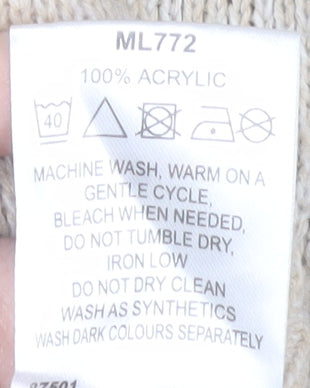 ML772
100% ACRYLIC
40
MACHINE WASH, WARM ON A
GENTLE CYCLE,
BLEACH WHEN NEEDED,
DO NOT TUMBLE DRY,
IRON LOW
DO NOT DRY CLEAN
WASH AS SYNTHETICS
WASH DARK COLOURS SEPARATELY